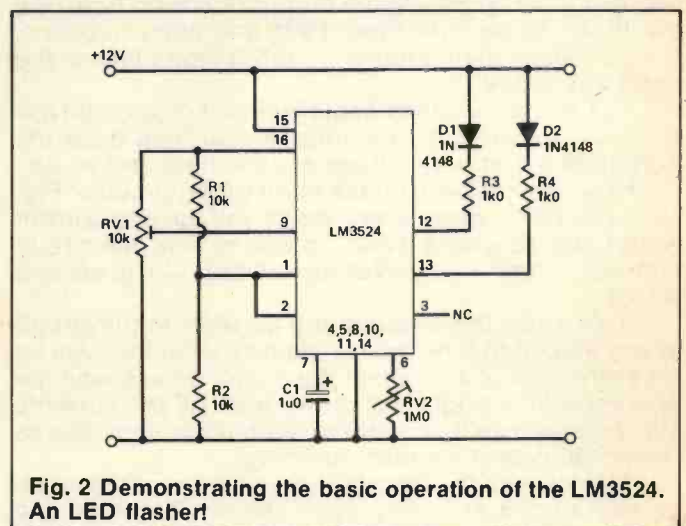 +12V
15
16
D1
1N
4148
D2
1N4148
R1
10k
R3
1k0
R4
1k0
RV1
10k
9
LM3524
12
1
13
2
3
NC
4,5,8,10,
11,14
7
6
R2
10k
C1
1u0
+
RV2
1M0
Fig. 2 Demonstrating the basic operation of the LM3524.
An LED flasher!